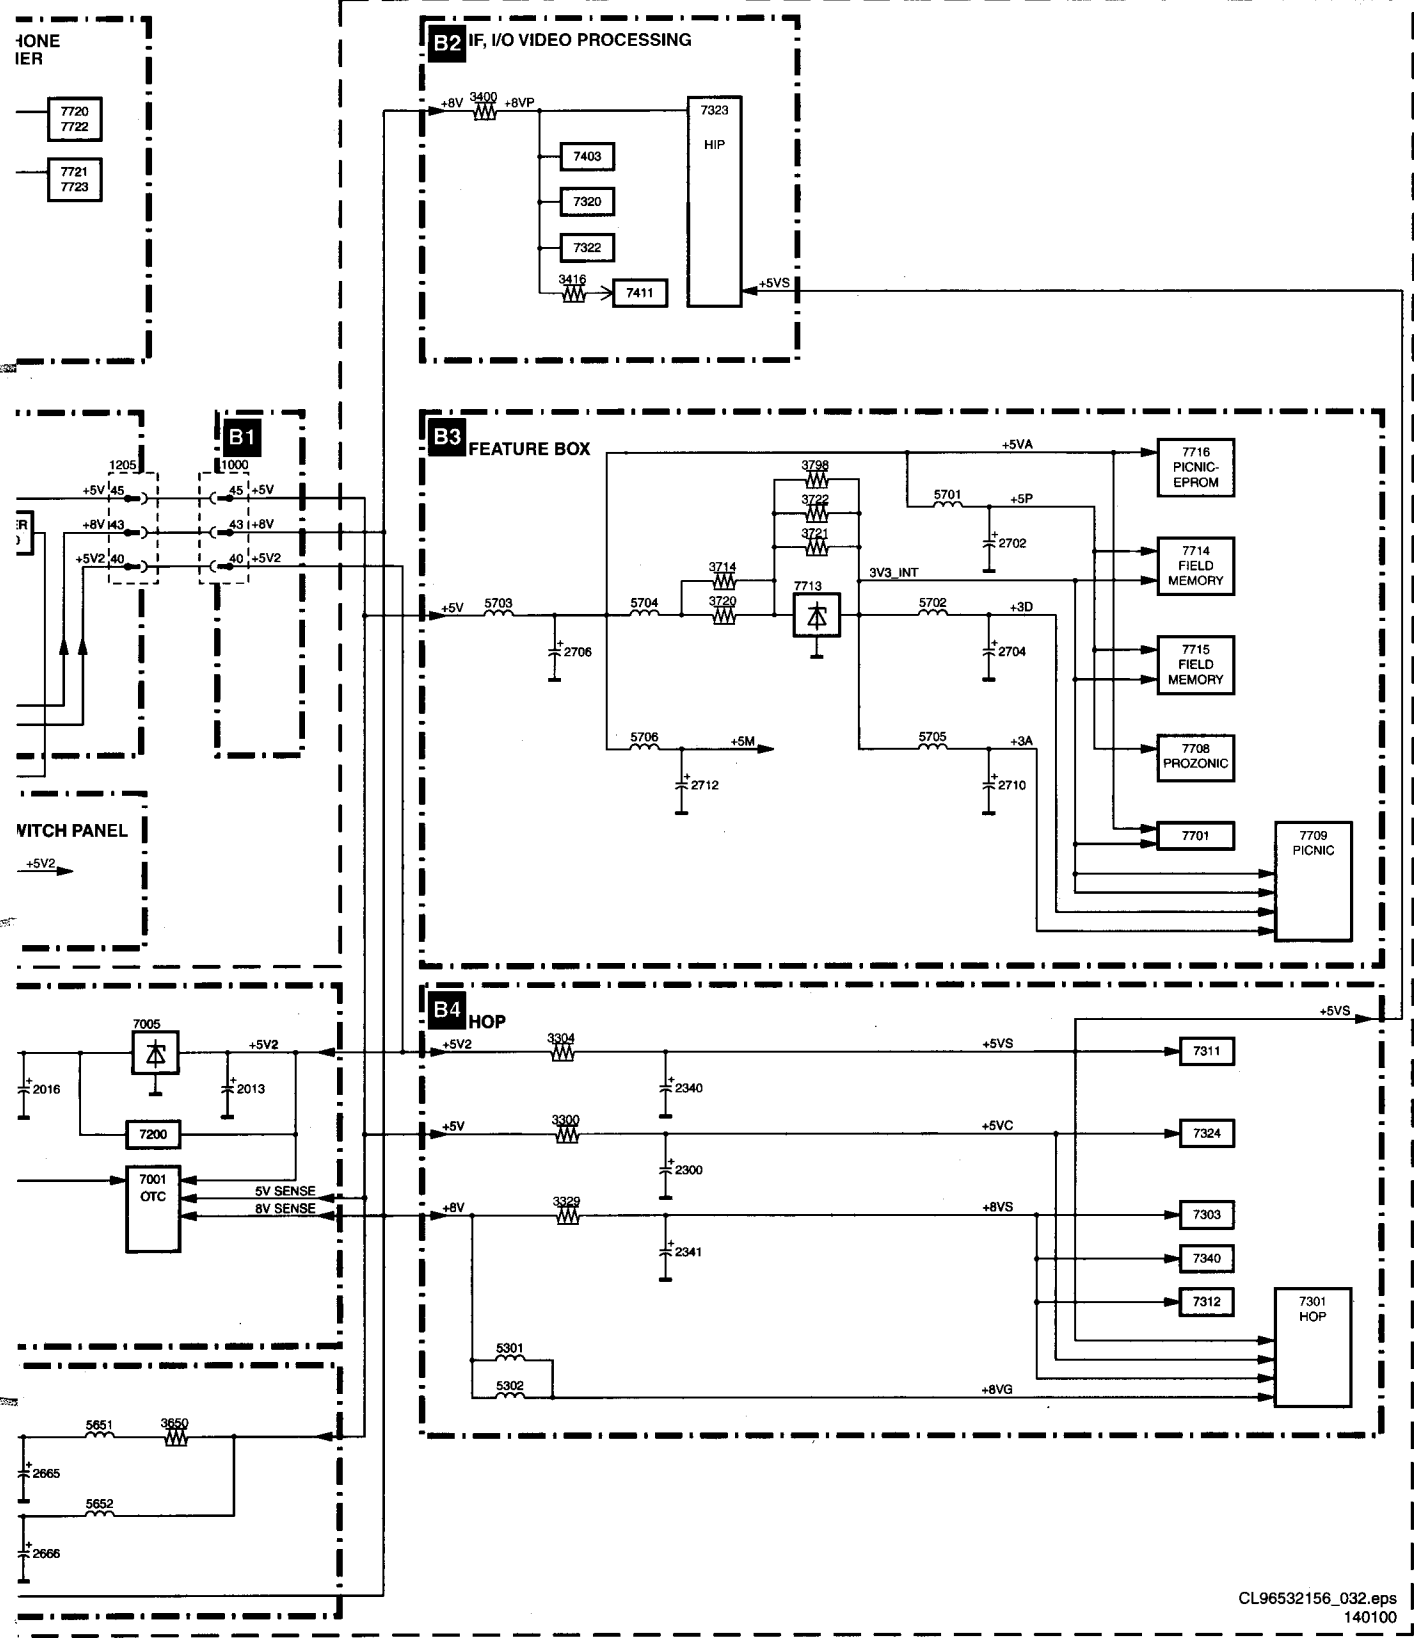 HONE
IER
7720
7722
7721
7723
B2 IF, I/O VIDEO PROCESSING
+8V 3400 +8VP
7323
HIP
7403
7320
7322
3416
7411
+5VS
B1
1205
1000
+5V 45
45 +5V
+8V 43
43 +8V
+5V2 40
40 +5V2
B3 FEATURE BOX
+5VA
7716
PICNIC-
EPROM
3798
3722
3721
5701
+5P
2702
7714
FIELD
MEMORY
3714
3720
7713
3V3_INT
+5V
5703
5704
5702
+3D
2706
2704
7715
FIELD
MEMORY
5706
+5M
5705
+3A
2712
2710
7708
PROZONIC
7701
7709
PICNIC
WITCH PANEL
+5V2
B4 HOP
+5VS
7005
+5V2
2016
2013
7200
7001
OTC
5V SENSE
8V SENSE
+5V2
3304
+5VS
7311
2340
+5V
3300
+5VC
7324
2300
+8V
3329
+8VS
7303
2341
7340
7312
7301
HOP
5301
5302
+8VG
5651
3650
2665
5652
2666
CL96532156_032.eps
140100